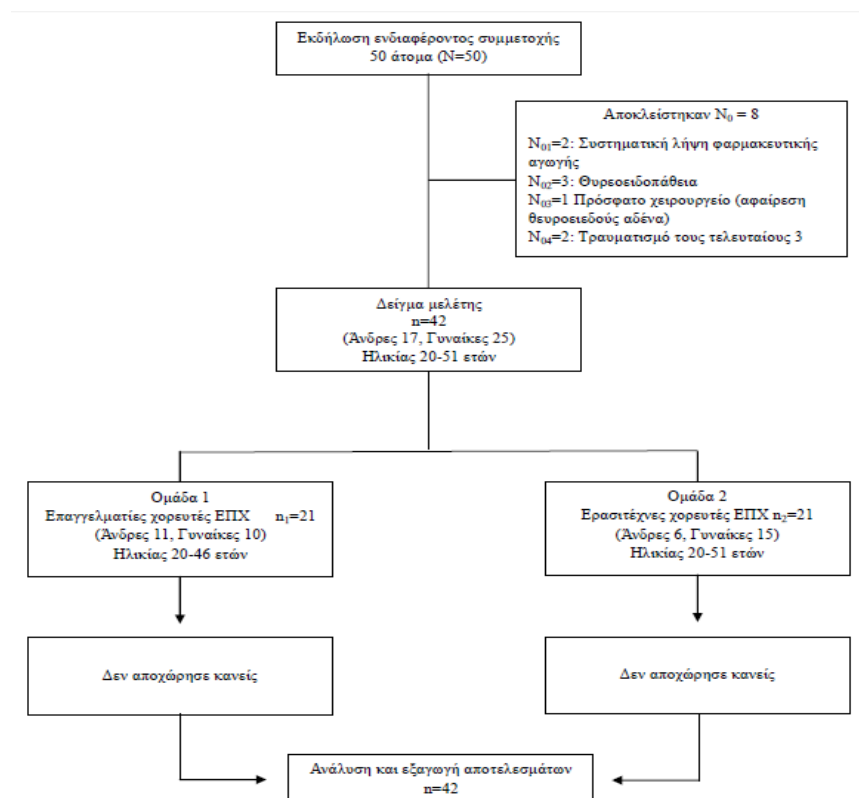 Εκδήλωση ενδιαφέροντος συμμετοχής
50 άτομα (N=50)
Αποκλείστηκαν N₀ = 8
N₀₁=2: Συστηματική λήψη φαρμακευτικής
αγωγής
N₀₂=3: Θυρεοειδοπάθεια
N₀₃=1 Πρόσφατο χειρουργείο (αφαίρεση
θευροειεδούς αδένα)
N₀₄=2: Τραυματισμό τους τελευταίους 3
Δείγμα μελέτης
n=42
(Άνδρες 17, Γυναίκες 25)
Ηλικίας 20-51 ετών
Ομάδα 1
Επαγγελματίες χορευτές ΕΠΧ n₁=21
(Άνδρες 11, Γυναίκες 10)
Ηλικίας 20-46 ετών
Ομάδα 2
Ερασιτέχνες χορευτές ΕΠΧ n₂=21
(Άνδρες 6, Γυναίκες 15)
Ηλικίας 20-51 ετών
Δεν αποχώρησε κανείς
Δεν αποχώρησε κανείς
Ανάλυση και εξαγωγή αποτελεσμάτων
n=42